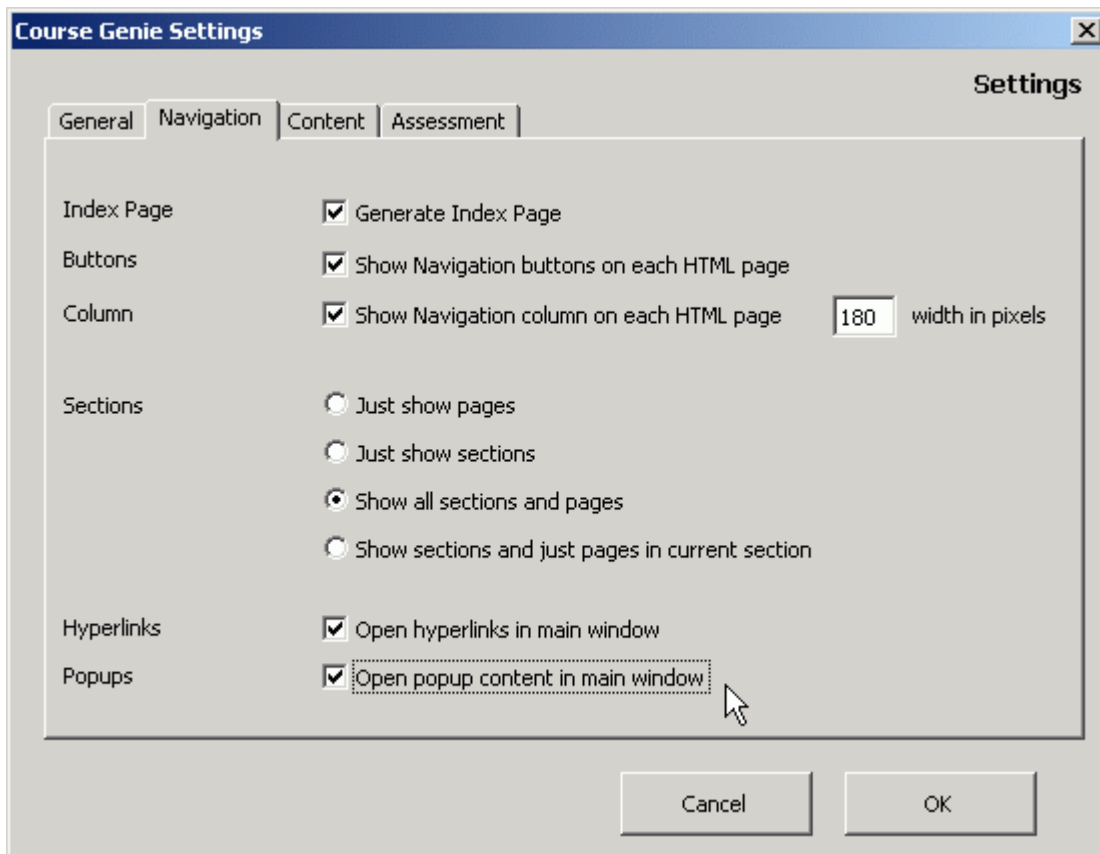 Course Genie Settings
Settings
General Navigation Content Assessment
Index Page Generate Index Page
Buttons Show Navigation buttons on each HTML page
Column Show Navigation column on each HTML page 180 width in pixels
Sections Just show pages
Just show sections
Show all sections and pages
Show sections and just pages in current section
Hyperlinks Open hyperlinks in main window
Popups Open popup content in main window
Cancel OK